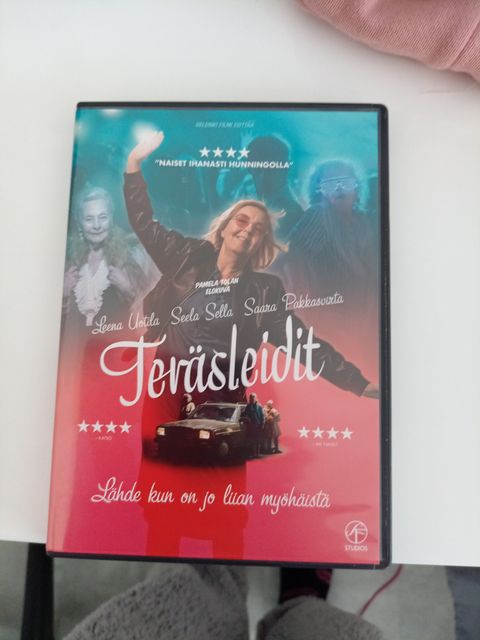 HELSINKI FILMI ESITTÄÄ
★★★★
"NAISET IHANASTI HUNNINGOLLA"
PAMELA TOLAN
ELOKUVA
Leena Uotila Seela Sella Saara Pakkasvirta
Teräsleidit
★★★★
★★★★
Lähde kun on jo liian myöhäistä
SF
STUDIOS